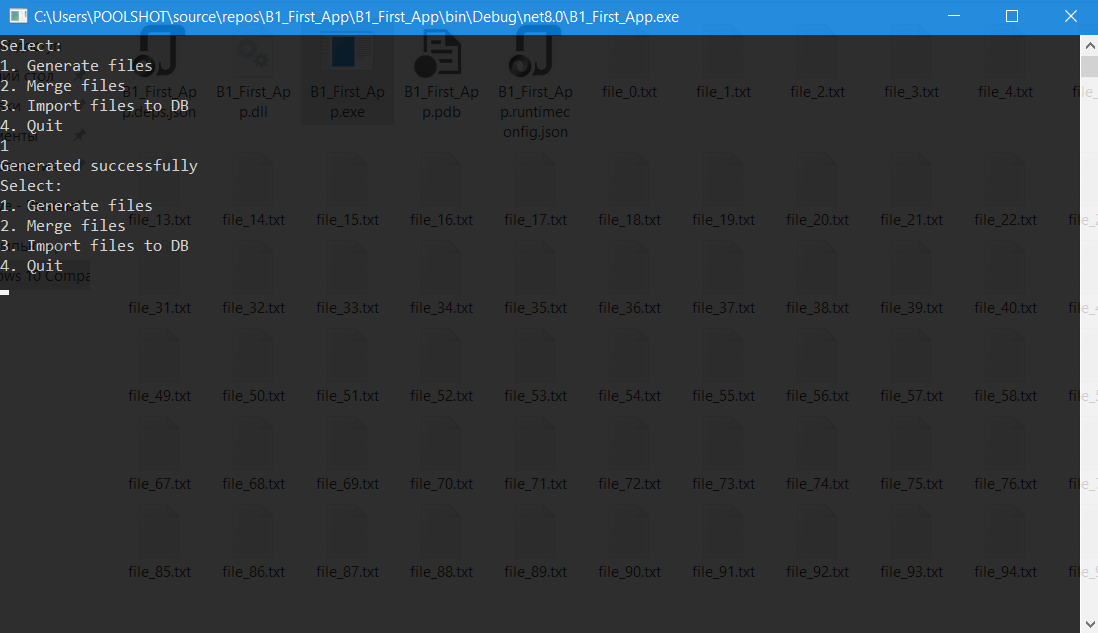 C:\Users\POOLSHOT\source\repos\B1_First_App\B1_First_App\bin\Debug\net8.0\B1_First_App.exe
Select:
1. Generate files
2. Merge files
3. Import files to DB
4. Quit
1
Generated successfully
Select:
1. Generate files
2. Merge files
3. Import files to DB
4. Quit
B1_First_Ap B1_First_Ap B1_First_Ap B1_First_Ap B1_First_Ap file_0.txt file_1.txt file_2.txt file_3.txt file_4.txt
p.deps.json p.dll p.exe p.pdb p.runtimec
onfig.json
file_13.txt file_14.txt file_15.txt file_16.txt file_17.txt file_18.txt file_19.txt file_20.txt file_21.txt file_22.txt
file_31.txt file_32.txt file_33.txt file_34.txt file_35.txt file_36.txt file_37.txt file_38.txt file_39.txt file_40.txt
file_49.txt file_50.txt file_51.txt file_52.txt file_53.txt file_54.txt file_55.txt file_56.txt file_57.txt file_58.txt
file_67.txt file_68.txt file_69.txt file_70.txt file_71.txt file_72.txt file_73.txt file_74.txt file_75.txt file_76.txt
file_85.txt file_86.txt file_87.txt file_88.txt file_89.txt file_90.txt file_91.txt file_92.txt file_93.txt file_94.txt